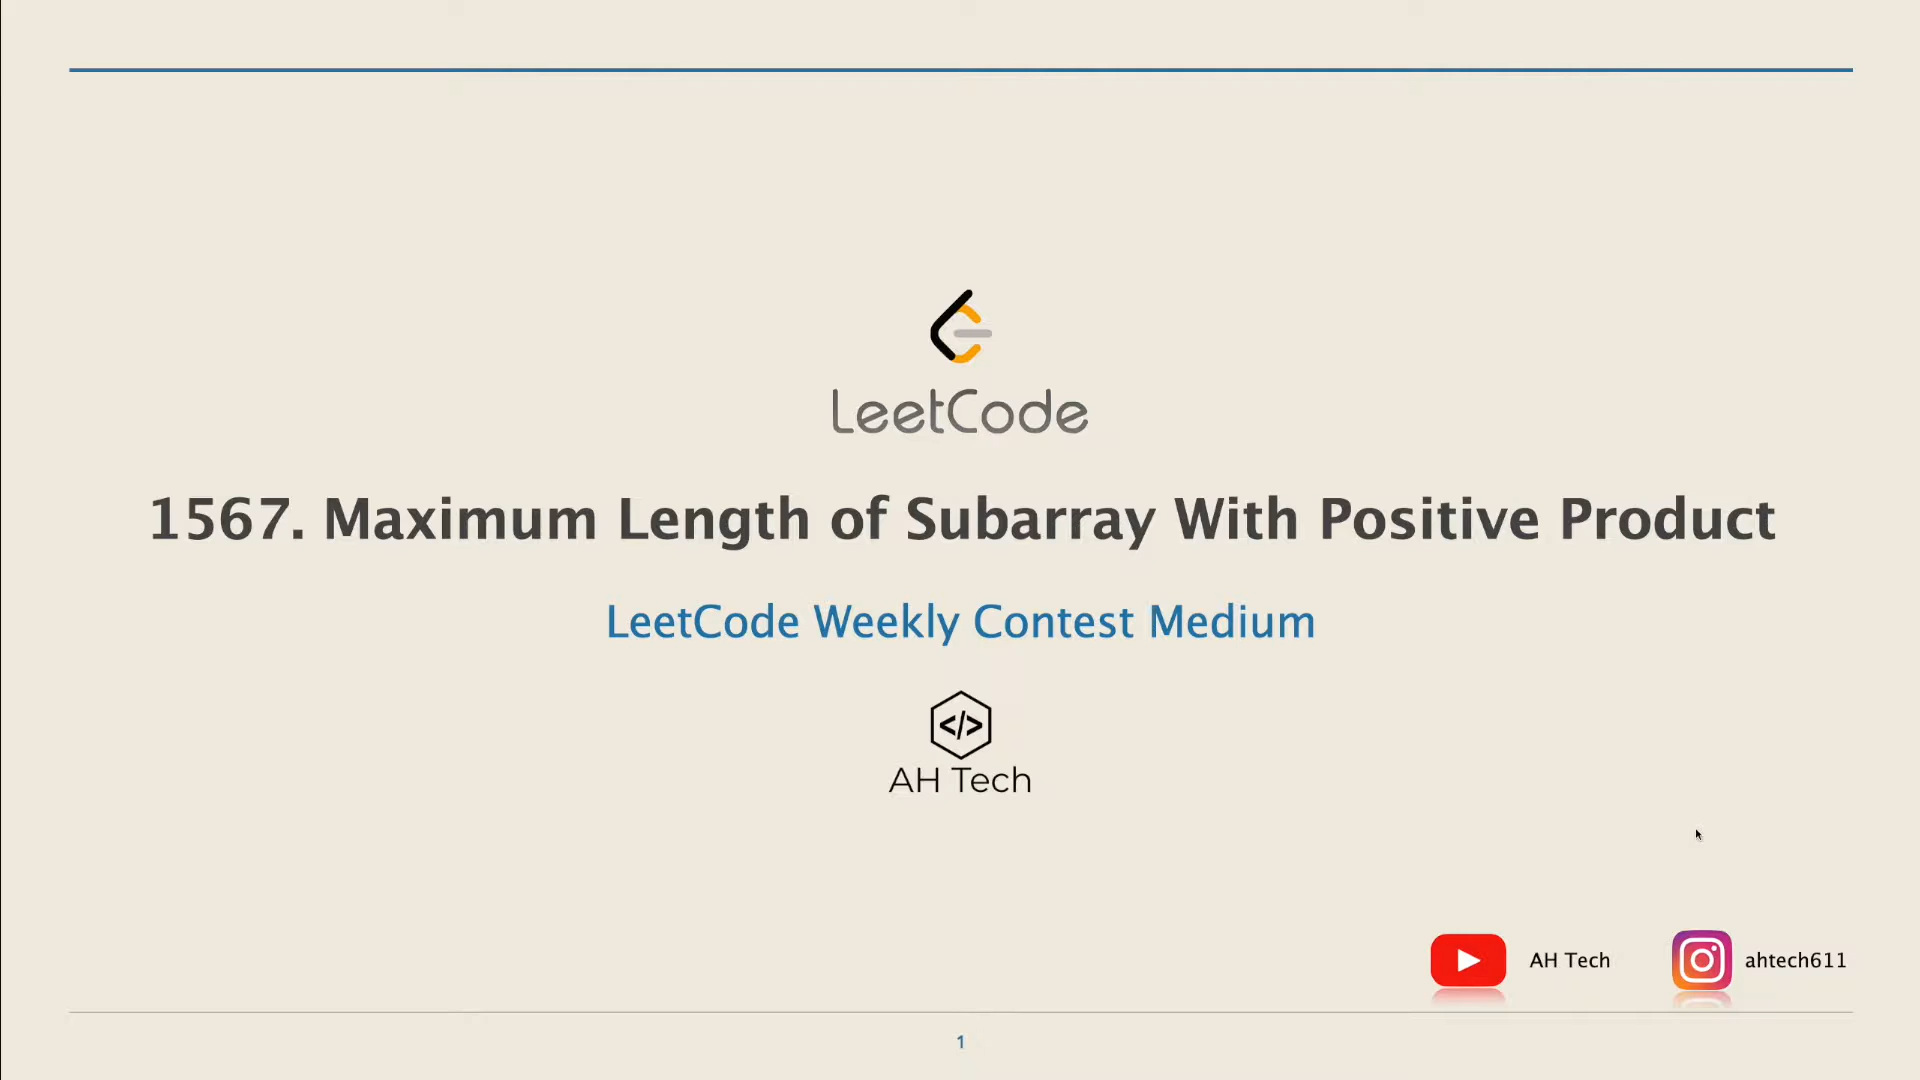 LeetCode
1567. Maximum Length of Subarray With Positive Product
LeetCode Weekly Contest Medium
</>
AH Tech
AH Tech
ahtech611
1